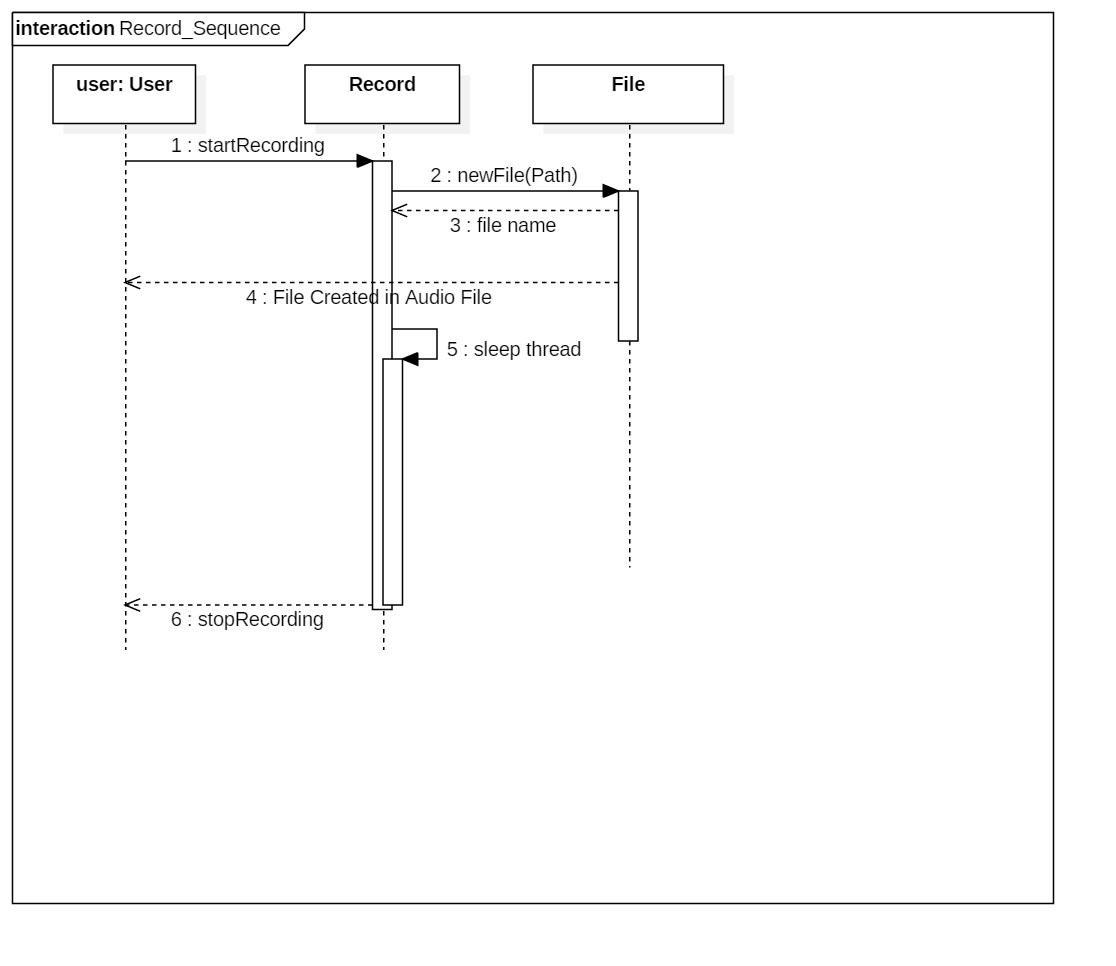 interaction Record_Sequence
user: User
Record
File
1 : startRecording
2 : newFile(Path)
3 : file name
4 : File Created in Audio File
5 : sleep thread
6 : stopRecording